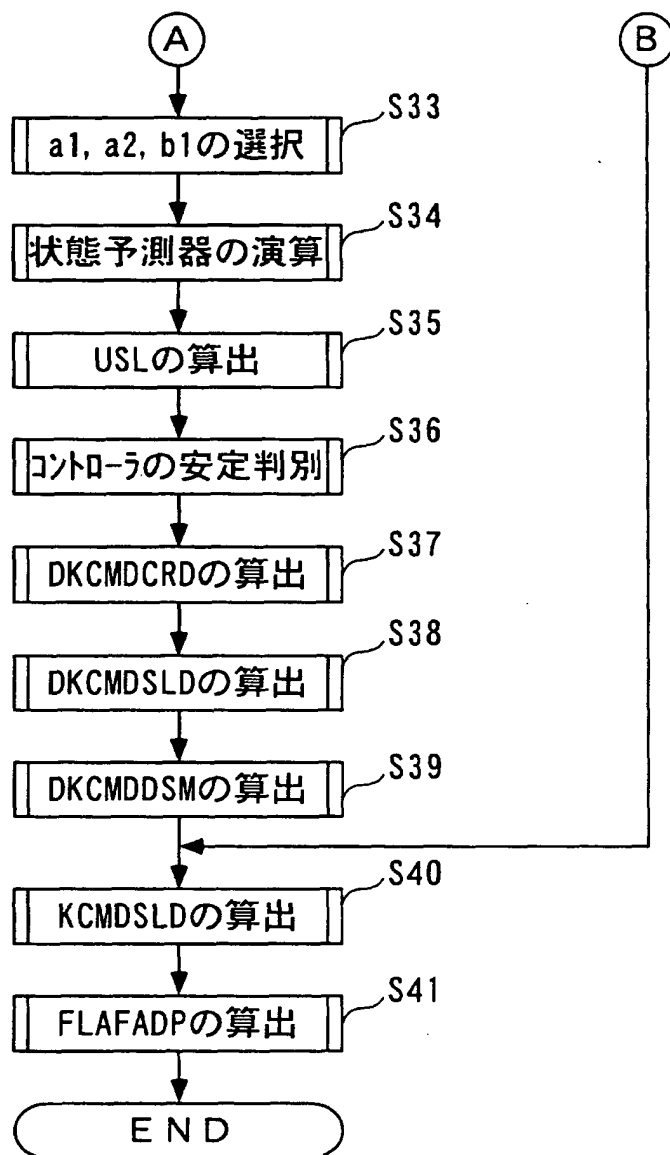 A
B
S33
a1, a2, b1の選択
S34
状態予測器の演算
S35
USLの算出
S36
コントローラの安定判別
S37
DKCMDCRDの算出
S38
DKCMDSLDの算出
S39
DKCMDDSMの算出
S40
KCMDSLDの算出
S41
FLAFADPの算出
END